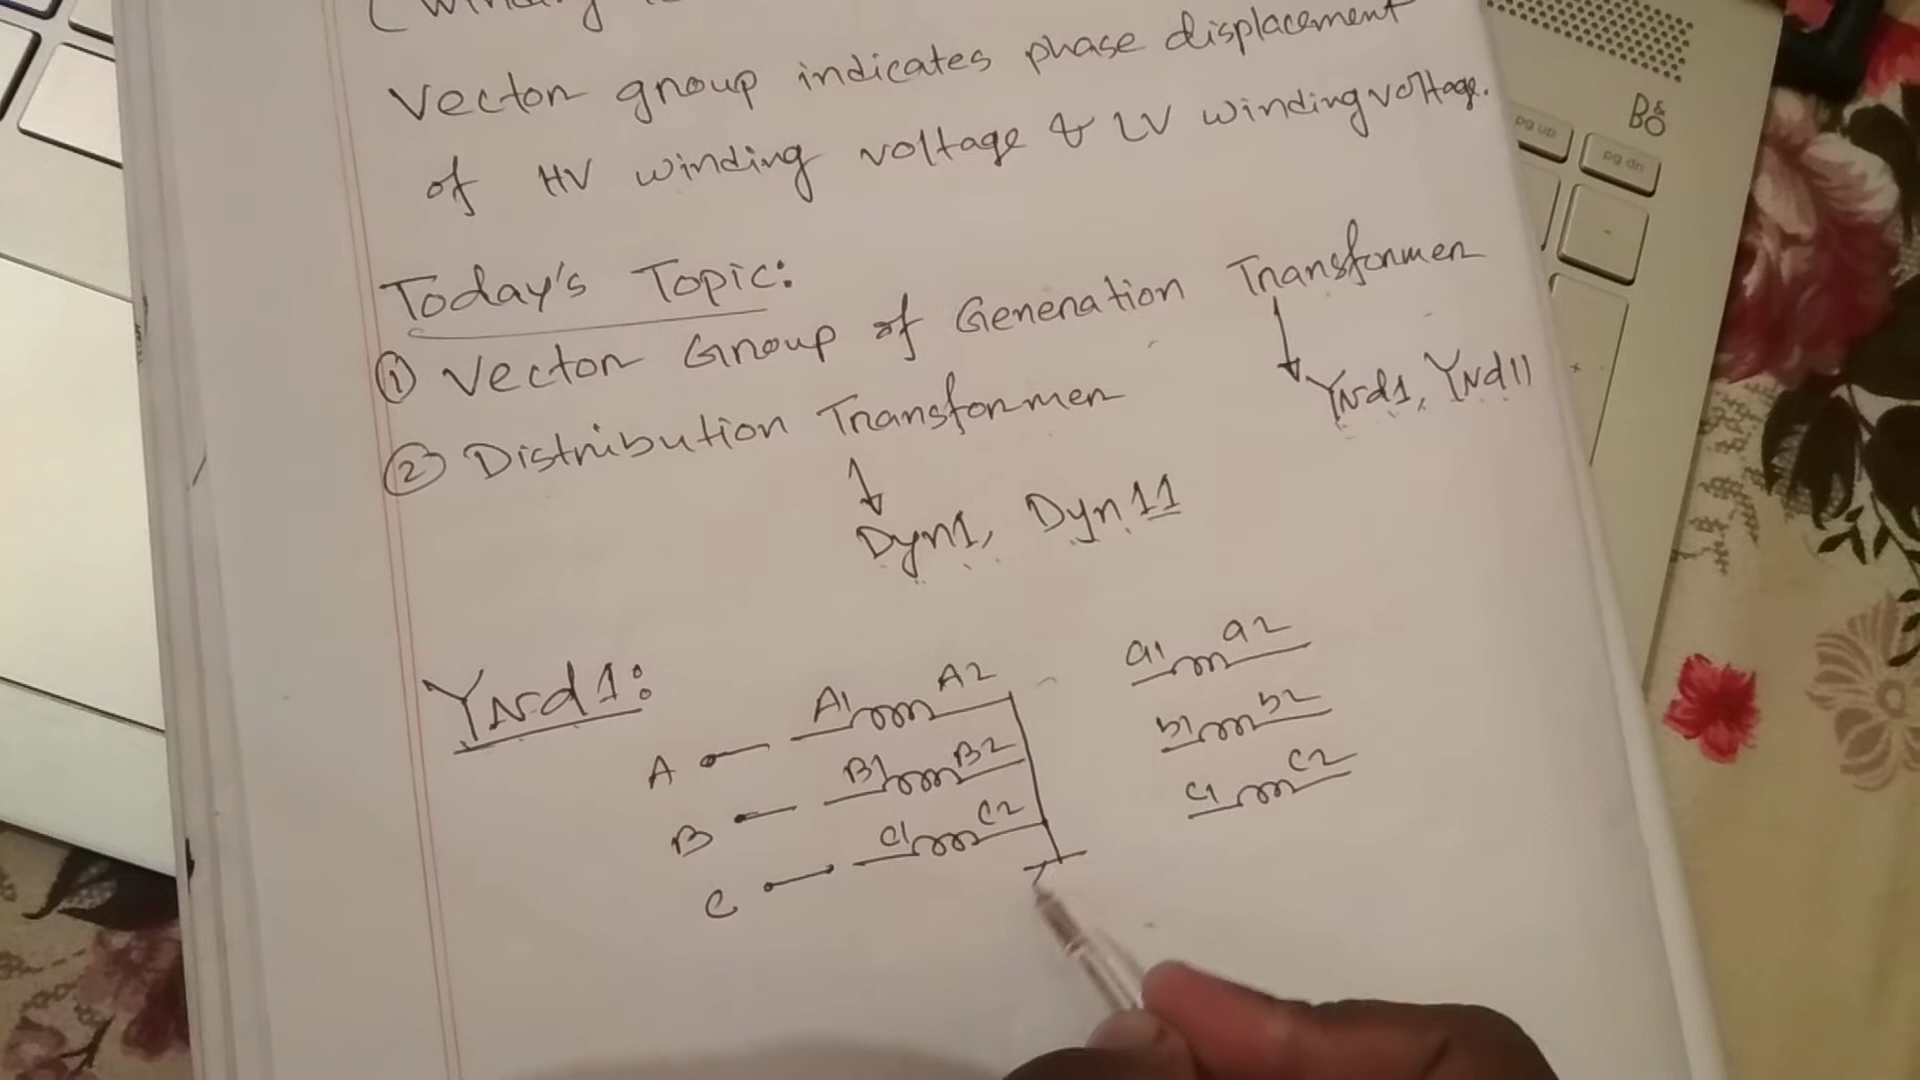 Vector group indicates phase displacement
of HV winding voltage & LV winding voltage.
Today's Topic:
① Vector Group of Generation Transformer
YNd1, YNd11
② Distribution Transformer
Dyn1, Dyn11
YNd1:
A A1 A2
B B1 B2
C C1 C2
a1 a2
b1 b2
c1 c2
B&O
pg up
pg dn
-
+